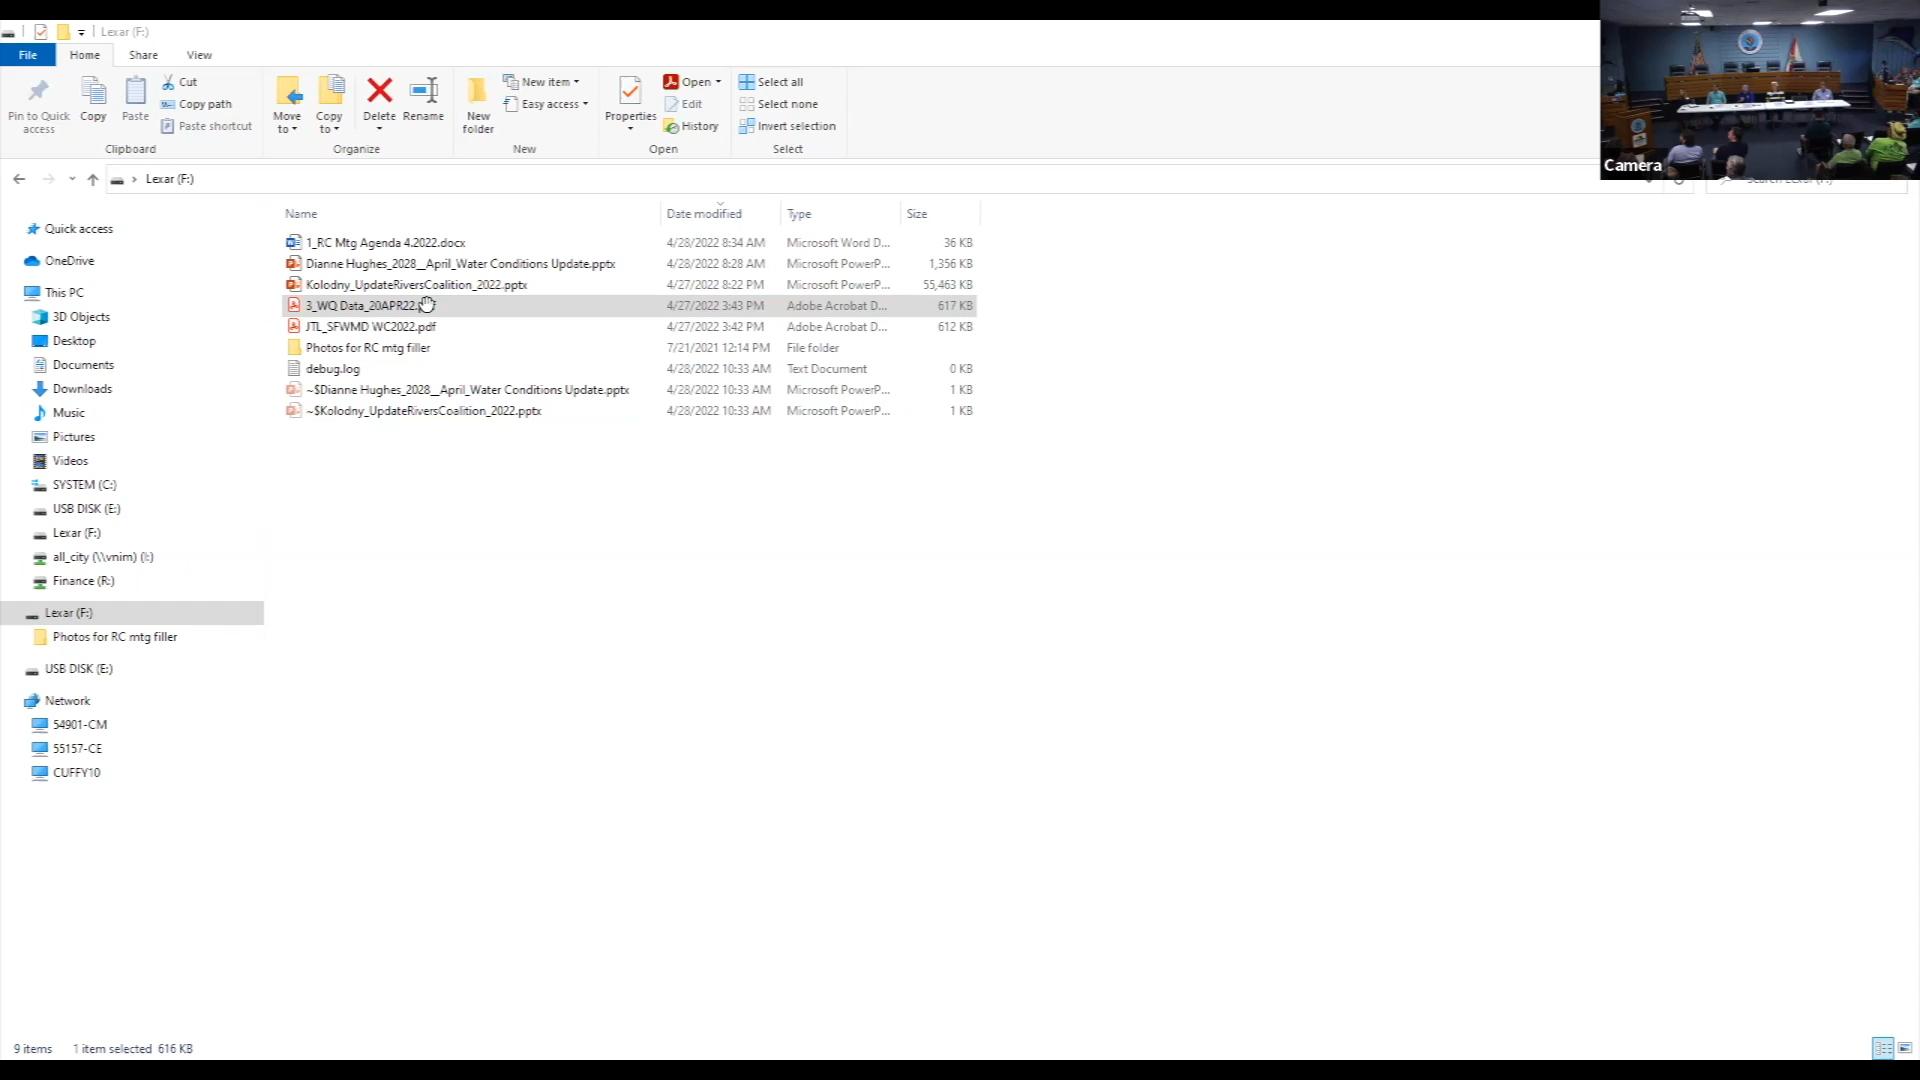 Lexar (F:)
File Home Share View
Pin to Quick access
Copy
Paste
Cut
Copy path
Paste shortcut
Clipboard
Move to
Copy to
Delete
Rename
Organize
New folder
New item
Easy access
New
Properties
Open
Edit
History
Open
Select all
Select none
Invert selection
Select
Camera
Lexar (F:)
Name Date modified Type Size
1_RC Mtg Agenda 4.2022.docx 4/28/2022 8:34 AM Microsoft Word D... 36 KB
Dianne Hughes_2028__April_Water Conditions Update.pptx 4/28/2022 8:28 AM Microsoft PowerP... 1,356 KB
Kolodny_UpdateRiversCoalition_2022.pptx 4/27/2022 8:22 PM Microsoft PowerP... 55,463 KB
3_WQ Data_20APR22. 4/27/2022 3:43 PM Adobe Acrobat D... 617 KB
JTL_SFWMD WC2022.pdf 4/27/2022 3:42 PM Adobe Acrobat D... 612 KB
Photos for RC mtg filler 7/21/2021 12:14 PM File folder
debug.log 4/28/2022 10:33 AM Text Document 0 KB
~$Dianne Hughes_2028__April_Water Conditions Update.pptx 4/28/2022 10:33 AM Microsoft PowerP... 1 KB
~$Kolodny_UpdateRiversCoalition_2022.pptx 4/28/2022 10:33 AM Microsoft PowerP... 1 KB
Quick access
OneDrive
This PC
3D Objects
Desktop
Documents
Downloads
Music
Pictures
Videos
SYSTEM (C:)
USB DISK (E:)
Lexar (F:)
all_city (\\vnim) (I:)
Finance (R:)
Lexar (F:)
Photos for RC mtg filler
USB DISK (E:)
Network
54901-CM
55157-CE
CUFFY10
9 items 1 item selected 616 KB